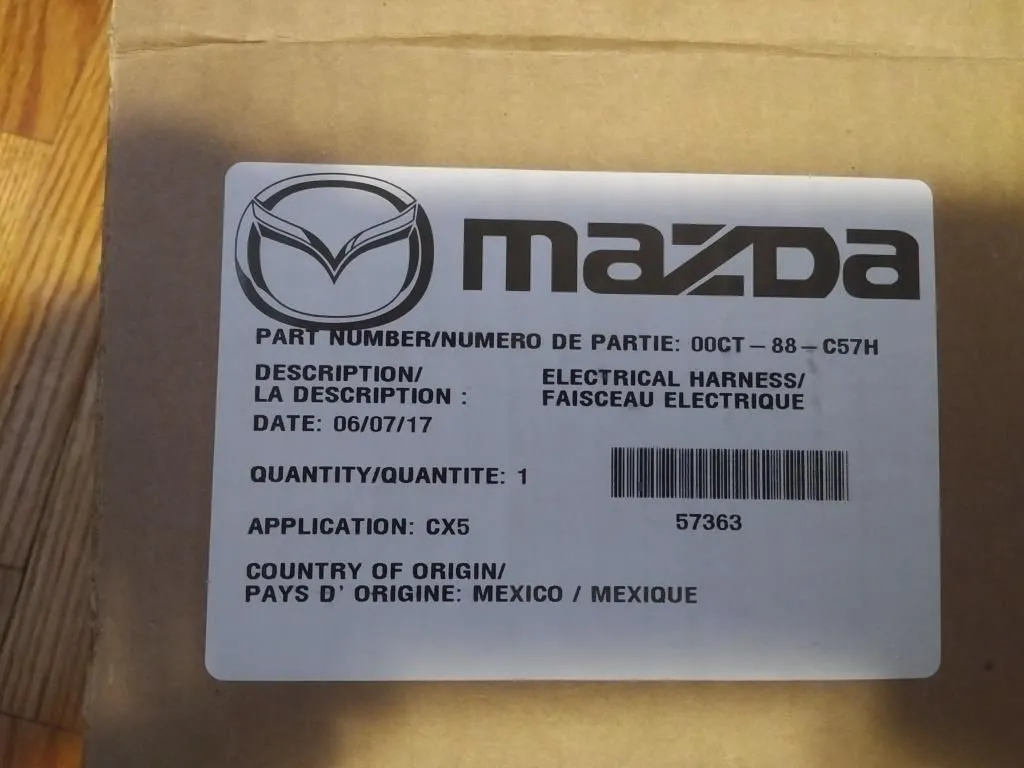 mazda
PART NUMBER/NUMERO DE PARTIE: 00CT-88-C57H
DESCRIPTION/ ELECTRICAL HARNESS/
LA DESCRIPTION : FAISCEAU ELECTRIQUE
DATE: 06/07/17
QUANTITY/QUANTITE: 1
57363
APPLICATION: CX5
COUNTRY OF ORIGIN/
PAYS D' ORIGINE: MEXICO / MEXIQUE